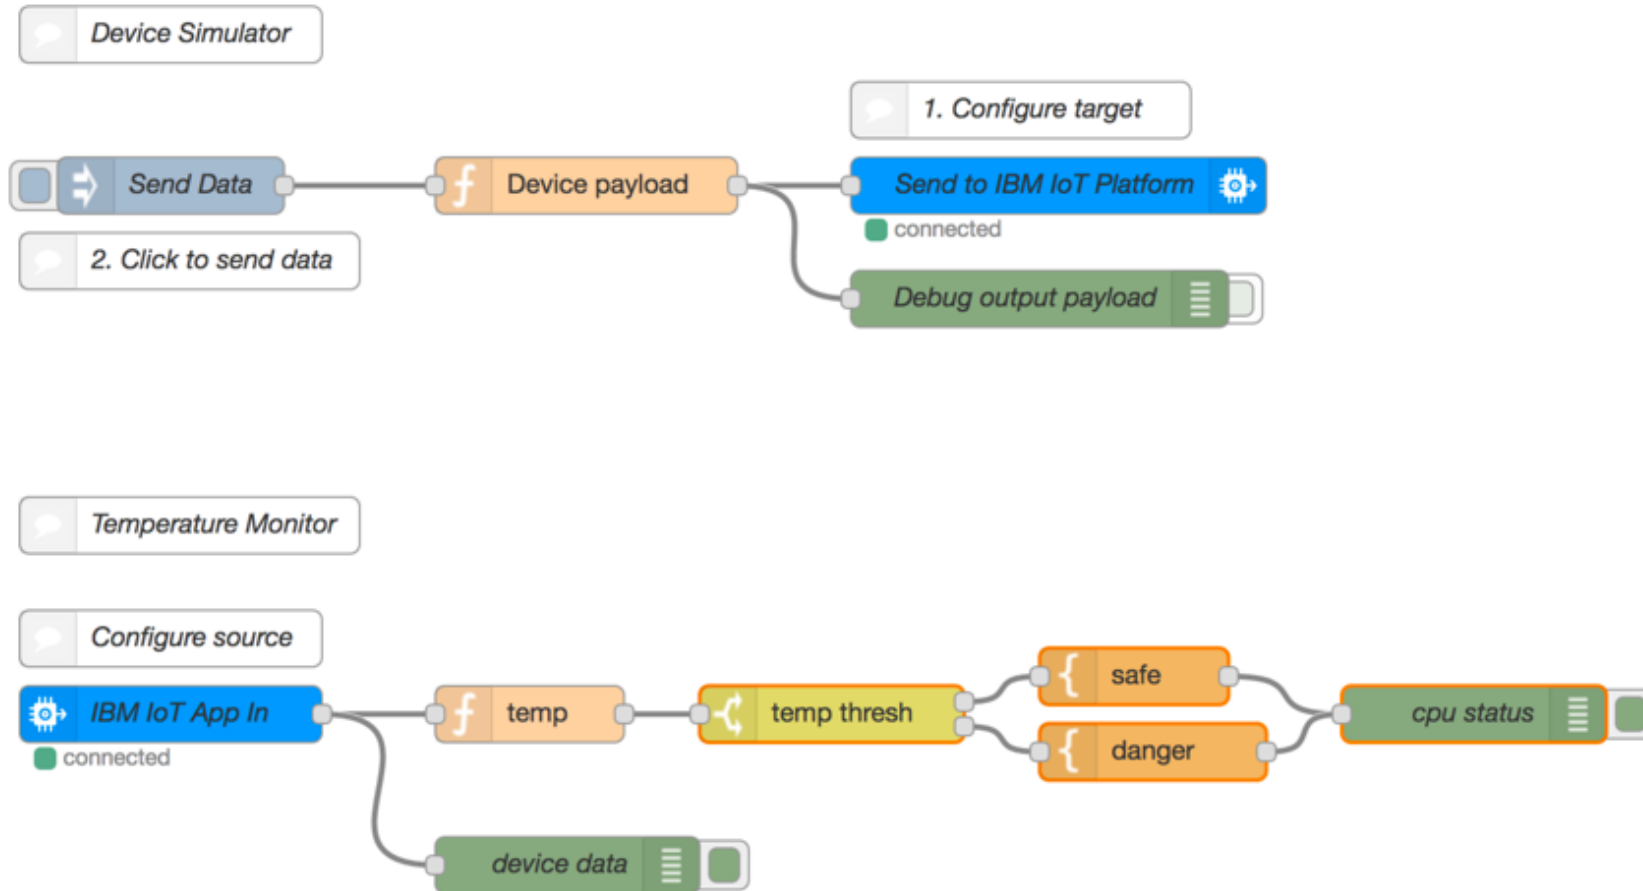 Device Simulator
1. Configure target
Send Data
Device payload
Send to IBM IoT Platform
connected
2. Click to send data
Debug output payload
Temperature Monitor
Configure source
IBM IoT App In
connected
temp
temp thresh
safe
danger
cpu status
device data